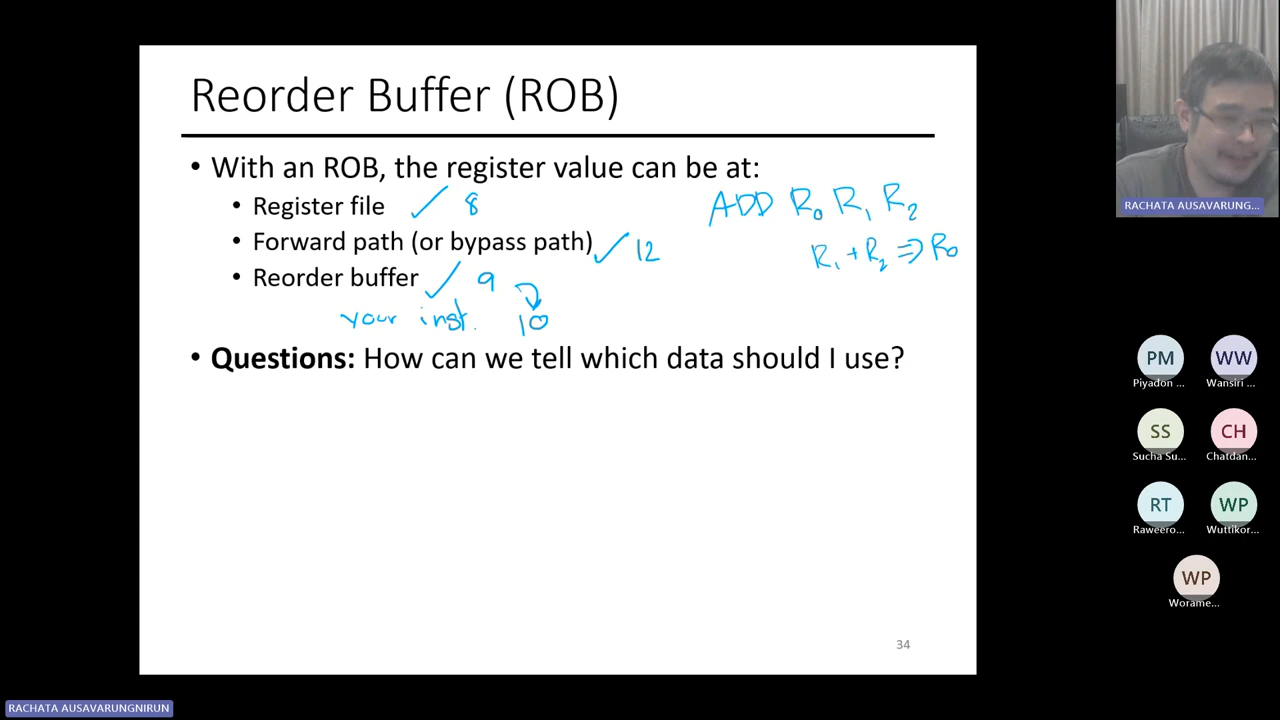 Reorder Buffer (ROB)
• With an ROB, the register value can be at:
• Register file ✓ 8
ADD R0 R1 R2
• Forward path (or bypass path) ✓ 12
R1 + R2 ⇒ R0
• Reorder buffer ✓ 9
your inst. 10
• Questions: How can we tell which data should I use?
34
RACHATA AUSAVARUNG...
PM
Piyadon ...
WW
Wansiri ...
SS
Sucha Su...
CH
Chatdan...
RT
Raweero...
WP
Wuttikor...
WP
Worame...
RACHATA AUSAVARUNGNIRUN